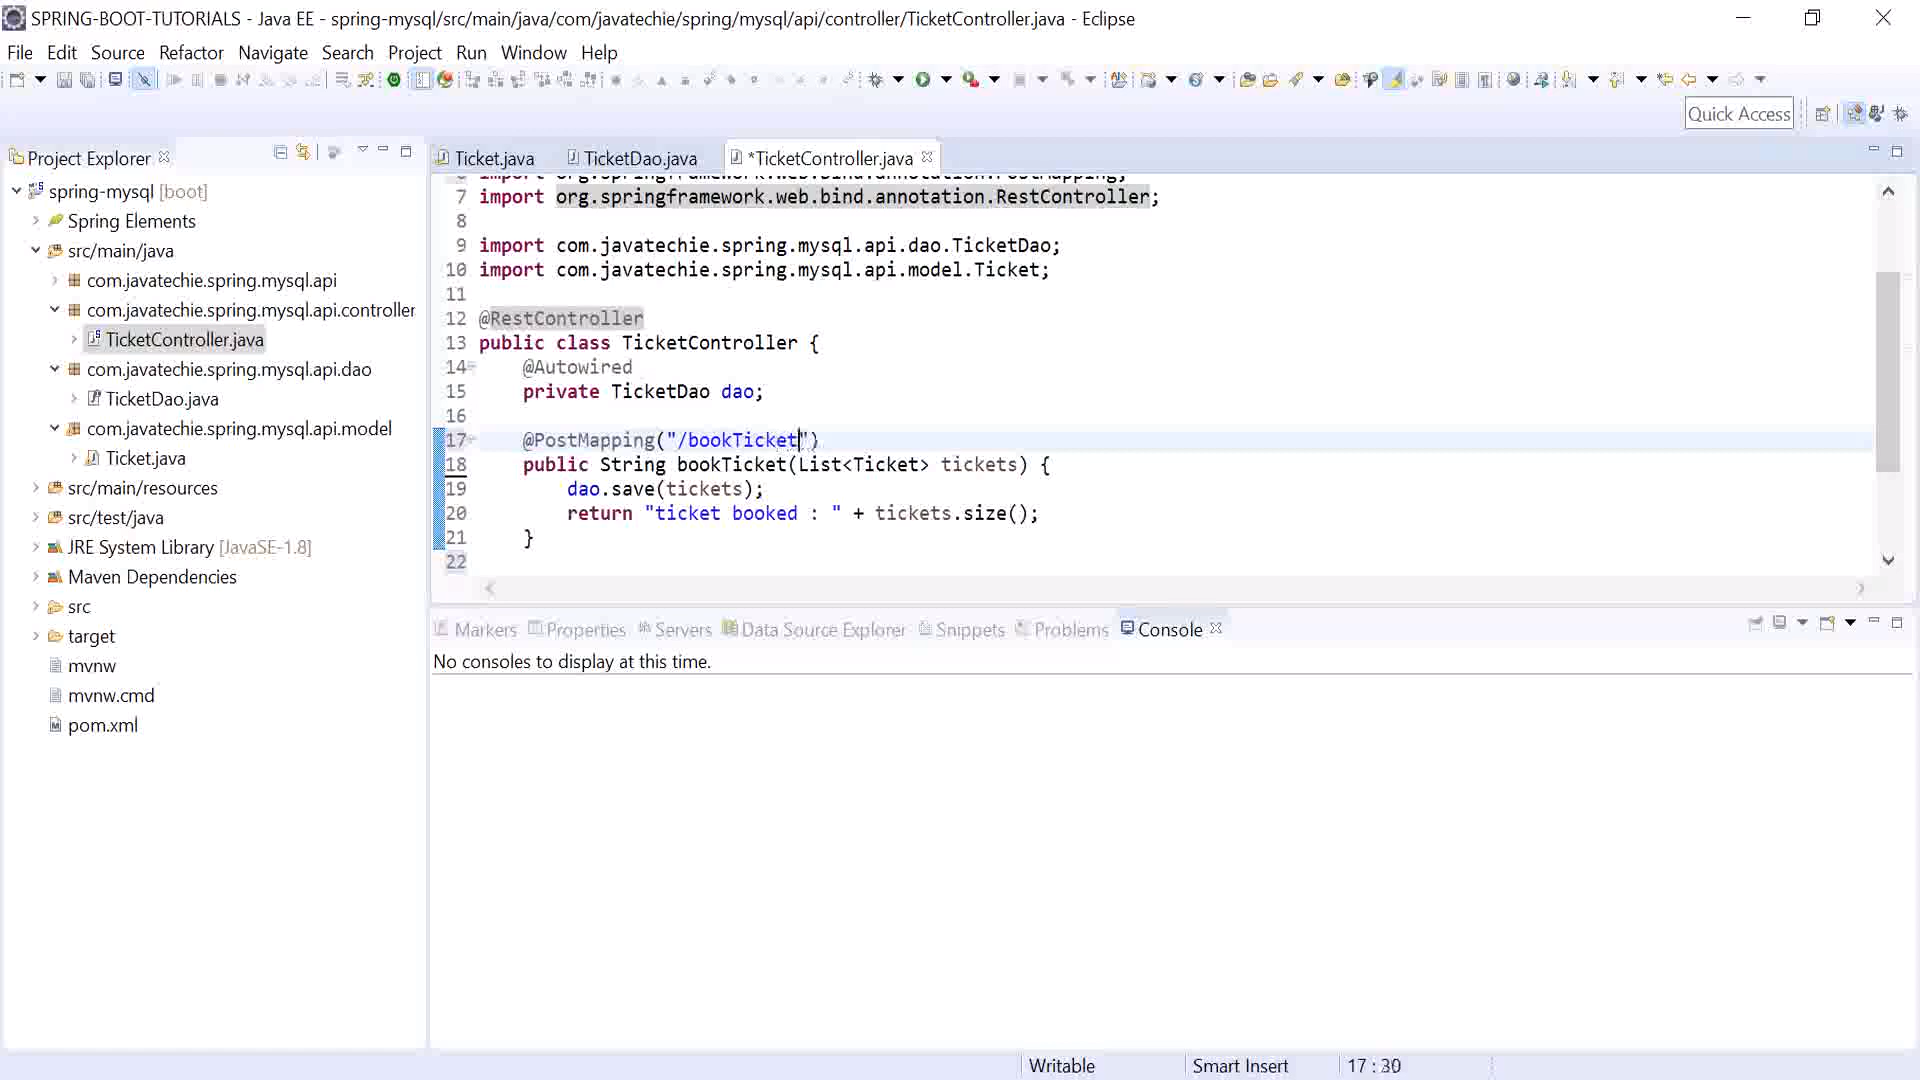 SPRING-BOOT-TUTORIALS - Java EE - spring-mysql/src/main/java/com/javatechie/spring/mysql/api/controller/TicketController.java - Eclipse
File Edit Source Refactor Navigate Search Project Run Window Help
Quick Access
Project Explorer
spring-mysql [boot]
Spring Elements
src/main/java
com.javatechie.spring.mysql.api
com.javatechie.spring.mysql.api.controller
TicketController.java
com.javatechie.spring.mysql.api.dao
TicketDao.java
com.javatechie.spring.mysql.api.model
Ticket.java
src/main/resources
src/test/java
JRE System Library [JavaSE-1.8]
Maven Dependencies
src
target
mvnw
mvnw.cmd
pom.xml
Ticket.java TicketDao.java *TicketController.java
6 import org.springframework.web.bind.annotation.PostMapping;
7 import org.springframework.web.bind.annotation.RestController;
8
9 import com.javatechie.spring.mysql.api.dao.TicketDao;
10 import com.javatechie.spring.mysql.api.model.Ticket;
11
12 @RestController
13 public class TicketController {
14 @Autowired
15 private TicketDao dao;
16
17 @PostMapping("/bookTicket")
18 public String bookTicket(List<Ticket> tickets) {
19 dao.save(tickets);
20 return "ticket booked : " + tickets.size();
21 }
22
Markers Properties Servers Data Source Explorer Snippets Problems Console
No consoles to display at this time.
Writable Smart Insert 17 : 30